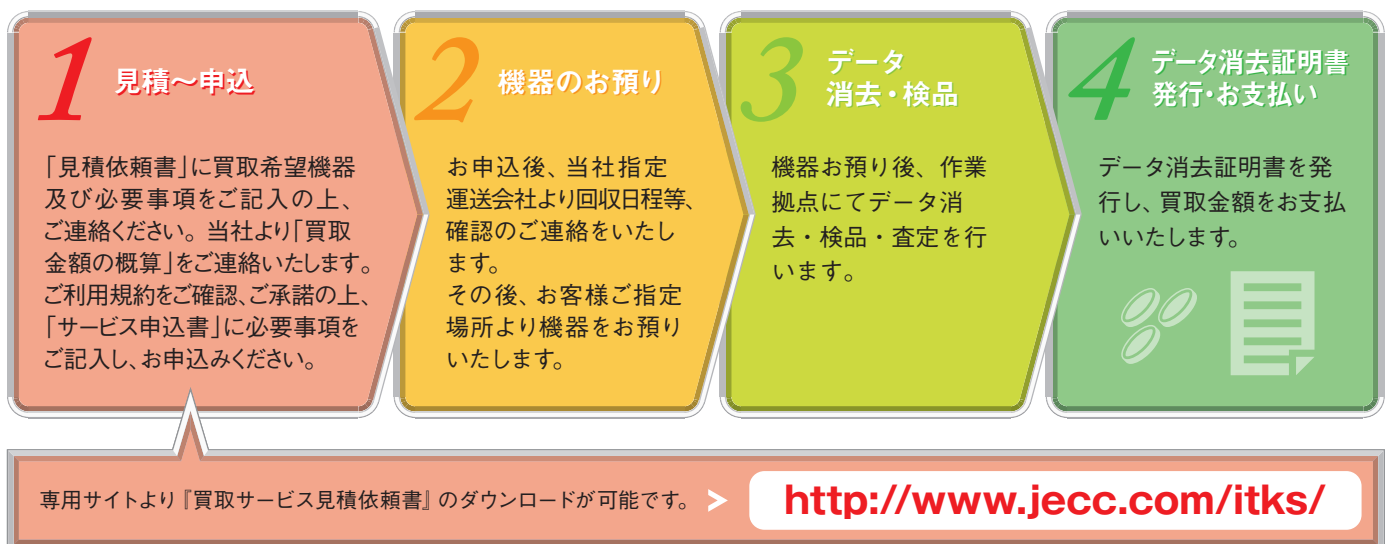 1
見積～申込
「見積依頼書」に買取希望機器
及び必要事項をご記入の上、
ご連絡ください。当社より「買取
金額の概算」をご連絡いたします。
ご利用規約をご確認、ご承諾の上、
「サービス申込書」に必要事項を
ご記入し、お申込みください。
2
機器のお預り
お申込後、当社指定
運送会社より回収日程等、
確認のご連絡をいたし
ます。
その後、お客様ご指定
場所より機器をお預り
いたします。
3
データ
消去・検品
機器お預り後、作業
拠点にてデータ消
去・検品・査定を行
います。
4
データ消去証明書
発行・お支払い
データ消去証明書を発
行し、買取金額をお支払
いいたします。
専用サイトより『買取サービス見積依頼書』のダウンロードが可能です。 > http://www.jecc.com/itks/